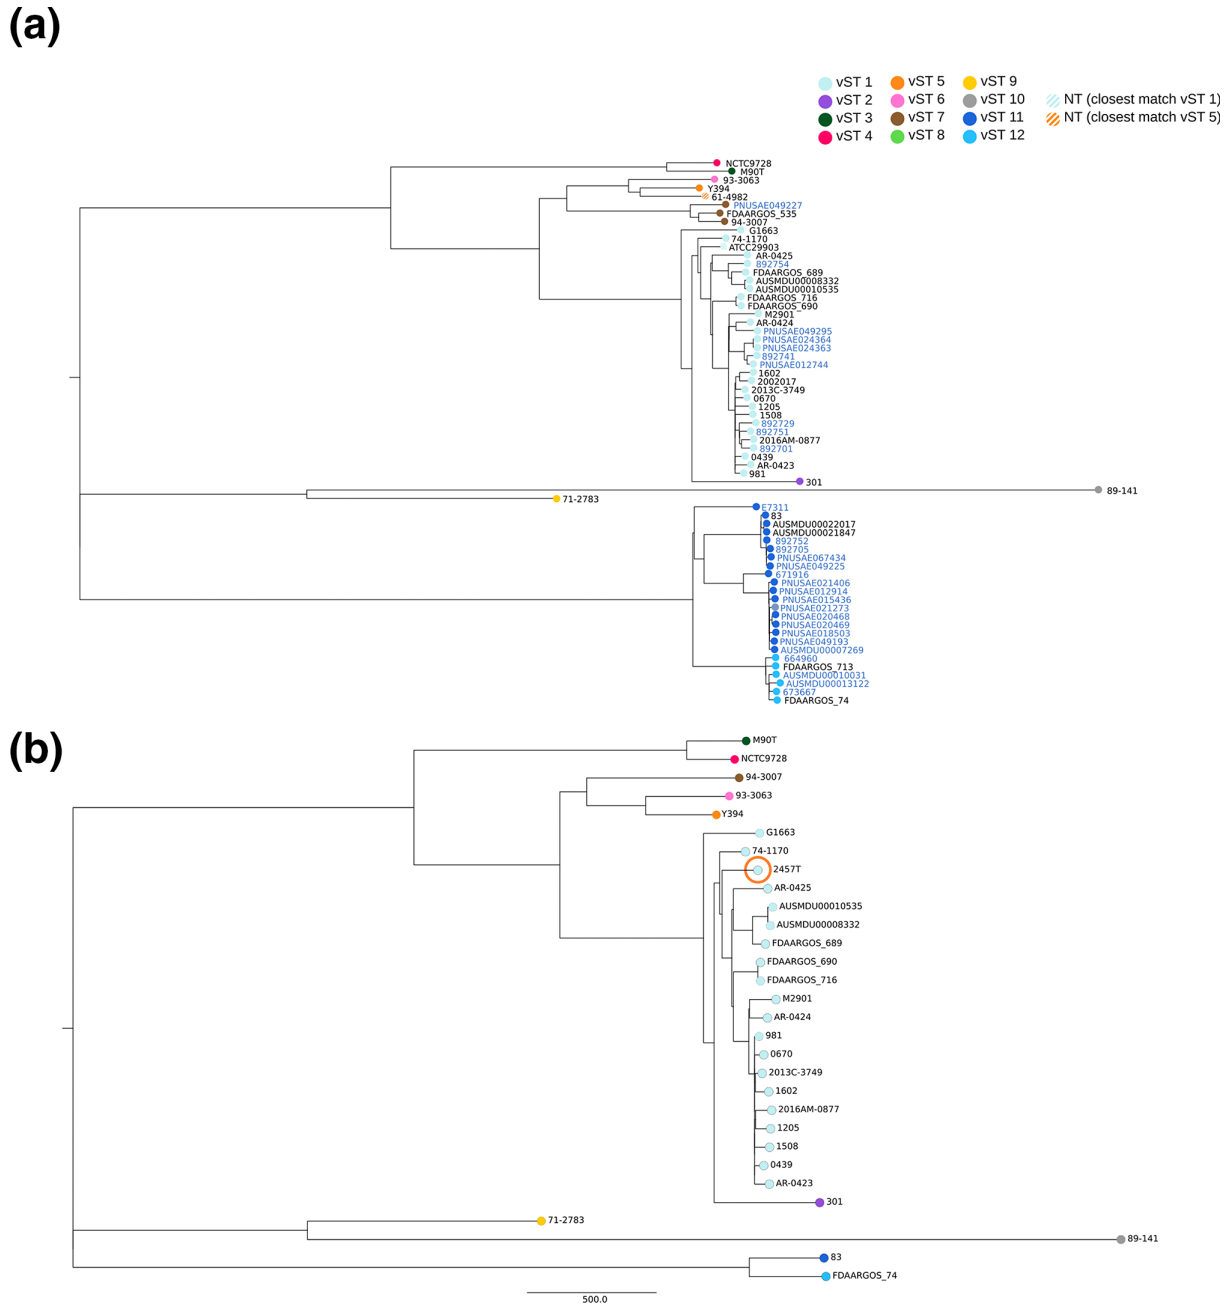 (a)
vST 1
vST 2
vST 3
vST 4
vST 5
vST 6
vST 7
vST 8
vST 9
vST 10
vST 11
vST 12
NT (closest match vST 1)
NT (closest match vST 5)
NCTC9728
M90T
93-3063
Y394
61-4982
PNUSAE049227
FDAARGOS_535
94-3007
G1663
74-1170
ATCC29903
AR-0425
892754
FDAARGOS_689
AUSMDU00008332
AUSMDU00010535
FDAARGOS_716
FDAARGOS_690
M2901
AR-0424
PNUSAE049295
PNUSAE024364
PNUSAE024363
892741
PNUSAE012744
1602
2002017
2013C-3749
0670
1205
1508
892729
892751
2016AM-0877
892701
0439
AR-0423
981
301
89-141
71-2783
E7311
83
AUSMDU00022017
AUSMDU00021847
892752
892705
PNUSAE067434
PNUSAE049225
671916
PNUSAE021406
PNUSAE012914
PNUSAE015436
PNUSAE021273
PNUSAE020468
PNUSAE020469
PNUSAE018503
PNUSAE049193
AUSMDU00007269
664960
FDAARGOS_713
AUSMDU00010031
AUSMDU00013122
673667
FDAARGOS_74
(b)
M90T
NCTC9728
94-3007
93-3063
Y394
G1663
74-1170
2457T
AR-0425
AUSMDU00010535
AUSMDU00008332
FDAARGOS_689
FDAARGOS_690
FDAARGOS_716
M2901
AR-0424
981
0670
2013C-3749
1602
2016AM-0877
1205
1508
0439
AR-0423
301
71-2783
89-141
83
FDAARGOS_74
500.0